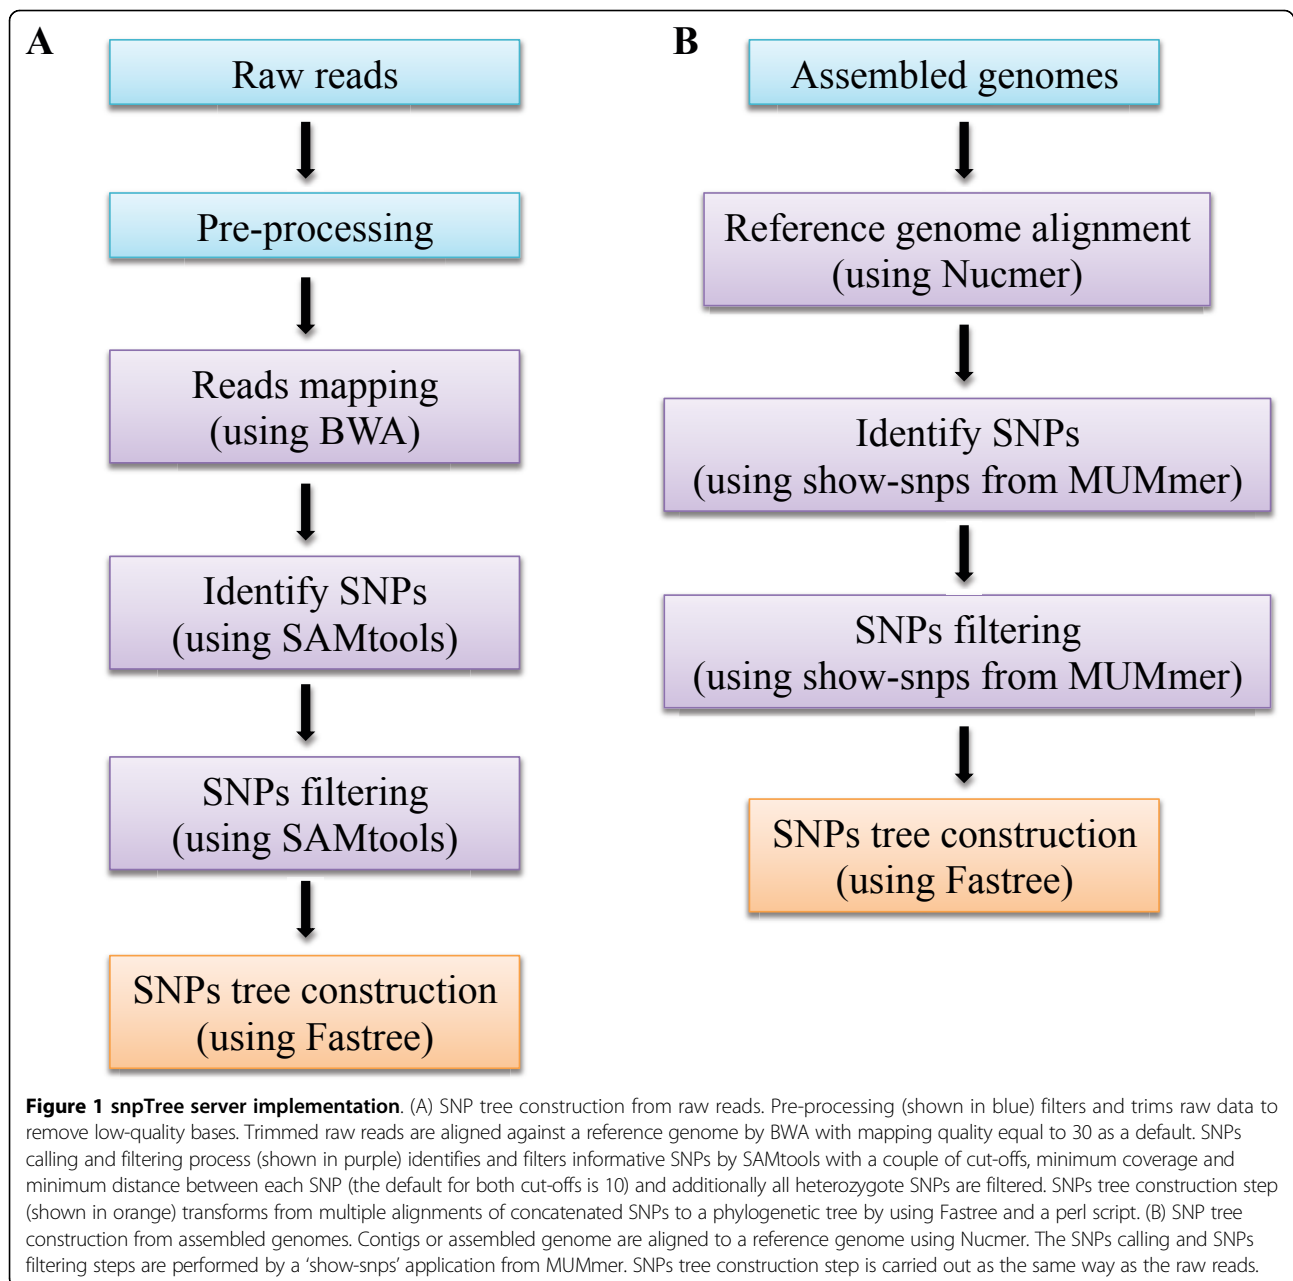 A
Raw reads
Pre-processing
Reads mapping
(using BWA)
Identify SNPs
(using SAMtools)
SNPs filtering
(using SAMtools)
SNPs tree construction
(using Fastree)
B
Assembled genomes
Reference genome alignment
(using Nucmer)
Identify SNPs
(using show-snps from MUMmer)
SNPs filtering
(using show-snps from MUMmer)
SNPs tree construction
(using Fastree)
Figure 1 snpTree server implementation. (A) SNP tree construction from raw reads. Pre-processing (shown in blue) filters and trims raw data to
remove low-quality bases. Trimmed raw reads are aligned against a reference genome by BWA with mapping quality equal to 30 as a default. SNPs
calling and filtering process (shown in purple) identifies and filters informative SNPs by SAMtools with a couple of cut-offs, minimum coverage and
minimum distance between each SNP (the default for both cut-offs is 10) and additionally all heterozygote SNPs are filtered. SNPs tree construction step
(shown in orange) transforms from multiple alignments of concatenated SNPs to a phylogenetic tree by using Fastree and a perl script. (B) SNP tree
construction from assembled genomes. Contigs or assembled genome are aligned to a reference genome using Nucmer. The SNPs calling and SNPs
filtering steps are performed by a ‘show-snps’ application from MUMmer. SNPs tree construction step is carried out as the same way as the raw reads.